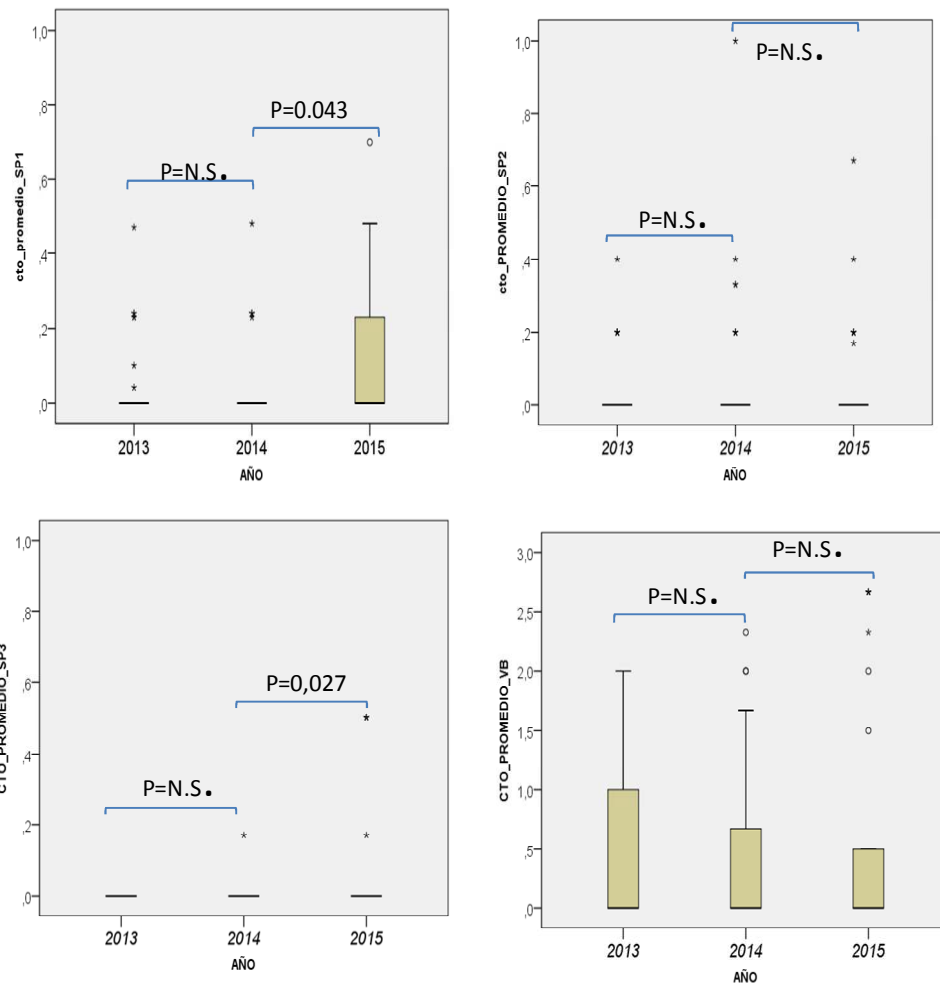 1,0
,8
,6
,4
,2
,0
cto_promedio_SP1
P=N.S.
P=0.043
2013 2014 2015
AÑO
1,0
,8
,6
,4
,2
,0
cto_PROMEDIO_SP2
P=N.S.
P=N.S.
2013 2014 2015
AÑO
1,0
,8
,6
,4
,2
,0
CTO_PROMEDIO_SP3
P=N.S.
P=0,027
2013 2014 2015
AÑO
3,0
2,5
2,0
1,5
1,0
,5
,0
CTO_PROMEDIO_VB
P=N.S.
P=N.S.
2013 2014 2015
AÑO